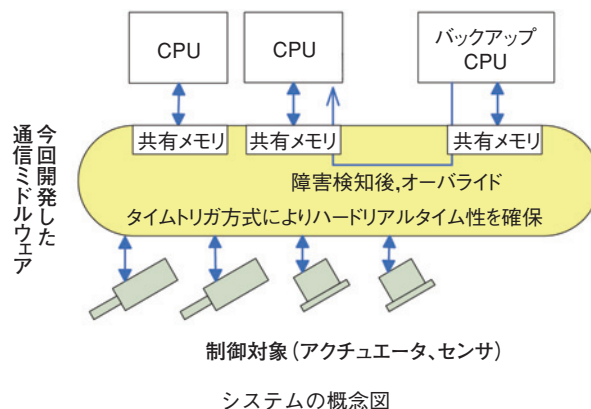 CPU
CPU
バックアップ
CPU
共有メモリ
共有メモリ
共有メモリ
今回開発した
通信ミドルウェア
障害検知後,オーバライド
タイムトリガ方式によりハードリアルタイム性を確保
制御対象(アクチュエータ、センサ)
システムの概念図